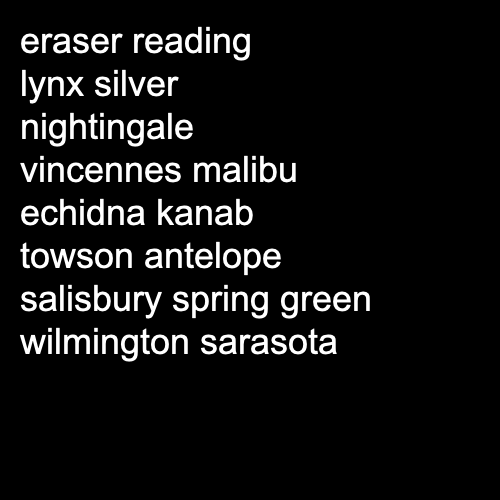 eraser reading
lynx silver
nightingale
vincennes malibu
echidna kanab
towson antelope
salisbury spring green
wilmington sarasota